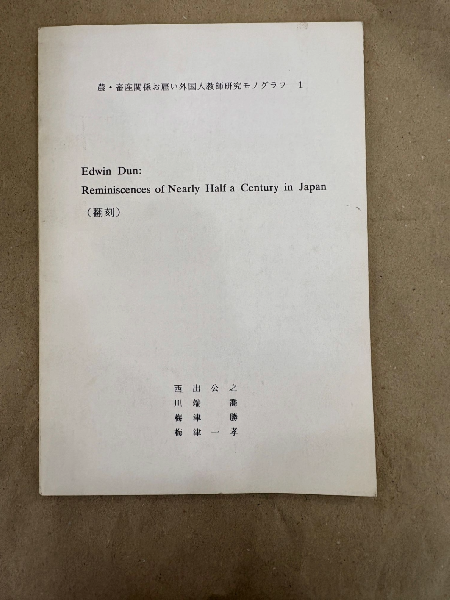 農・畜産関係お雇い外国人教師研究モノグラフ 1
Edwin Dun:
Reminiscences of Nearly Half a Century in Japan
（翻刻）
西出公之
川端
梅津勝
梅津一孝